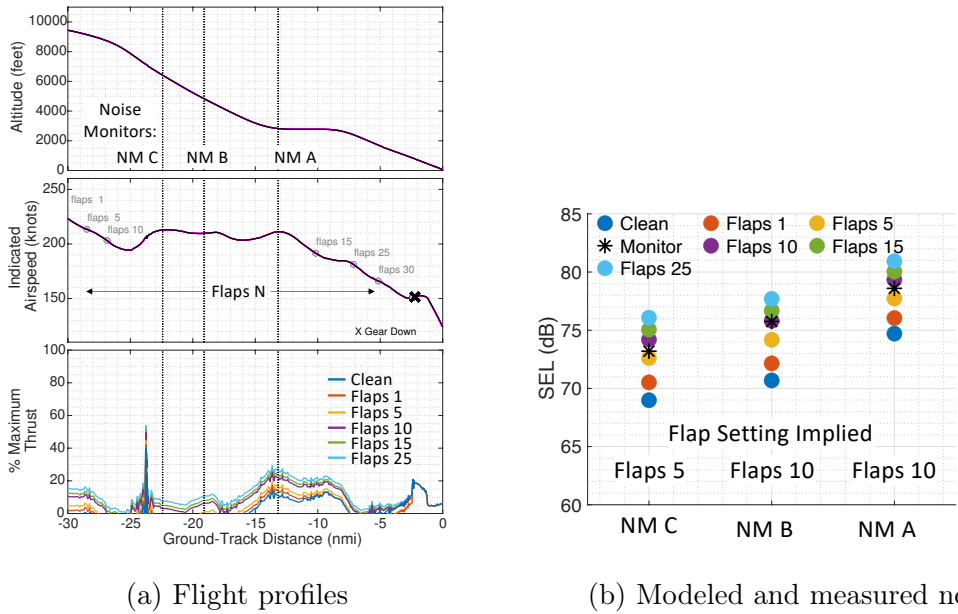 10000
8000
6000
4000
2000
0
Altitude (feet)
Noise
Monitors:
NM C
NM B
NM A
250
200
150
Indicated
Airspeed (knots)
flaps 1
flaps 5
flaps 10
flaps 15
flaps 25
flaps 30
Flaps N
X Gear Down
100
80
60
40
20
0
% Maximum
Thrust
Clean
Flaps 1
Flaps 5
Flaps 10
Flaps 15
Flaps 25
-30 -25 -20 -15 -10 -5 0
Ground-Track Distance (nmi)
(a) Flight profiles
85
80
75
70
65
60
SEL (dB)
Clean Flaps 1 Flaps 5
Monitor Flaps 10 Flaps 15
Flaps 25
Flap Setting Implied
Flaps 5 Flaps 10 Flaps 10
NM C NM B NM A
(b) Modeled and measured no